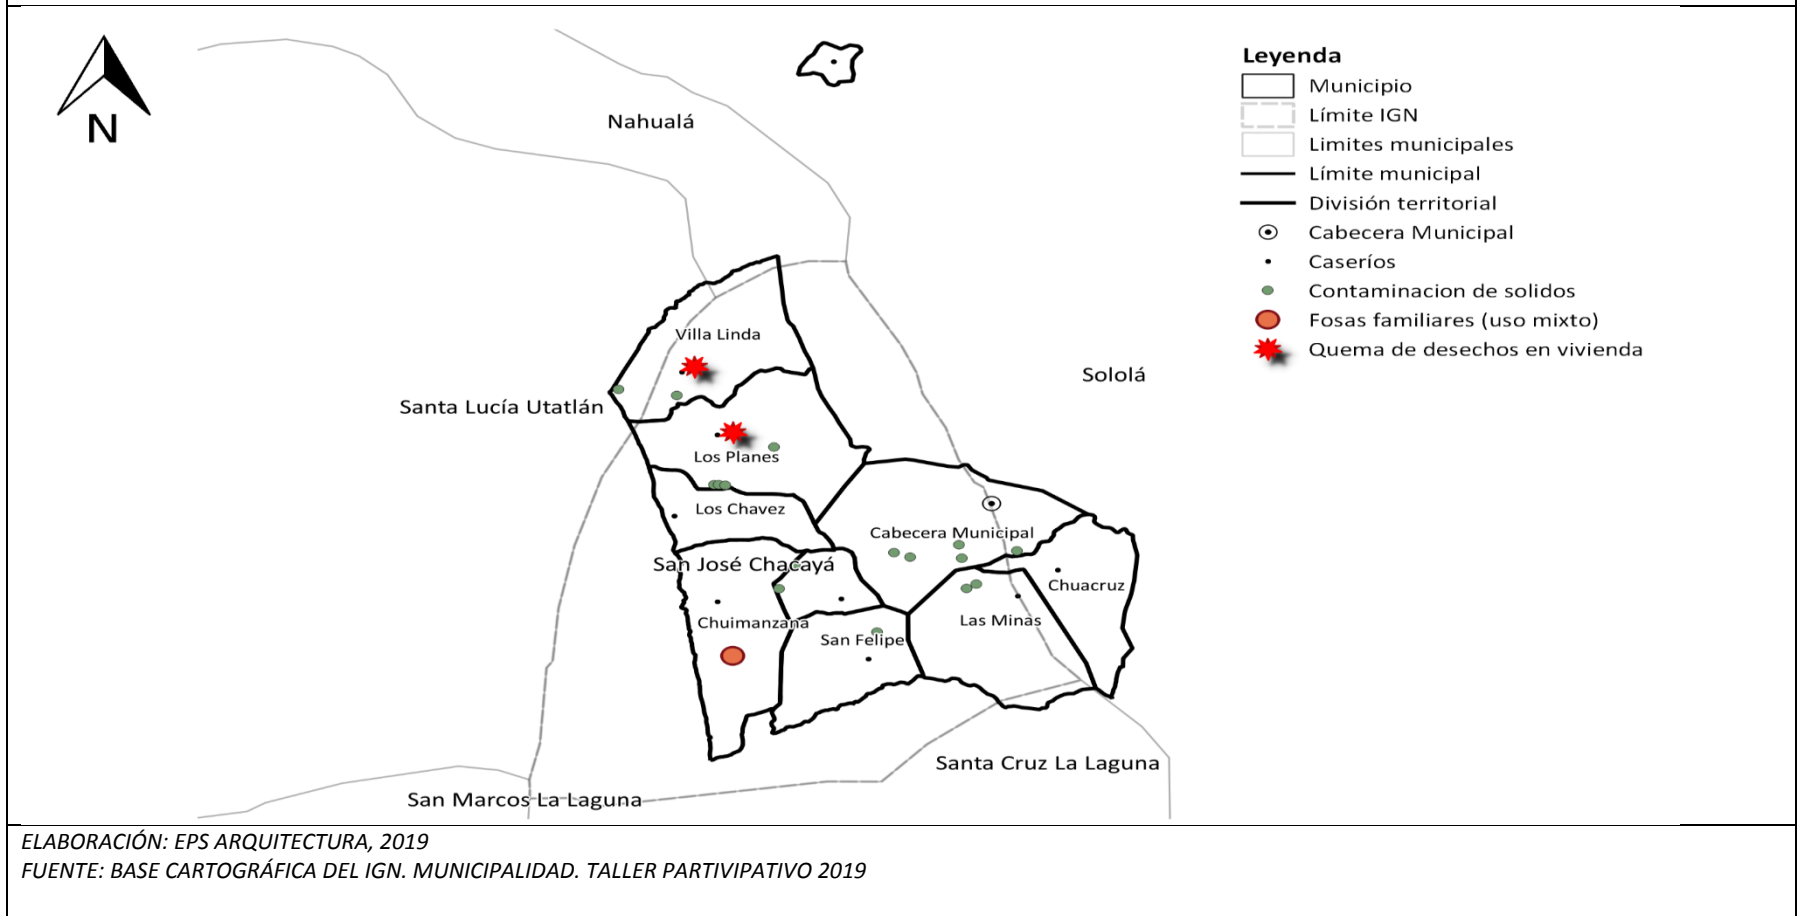 N
Nahualá
Leyenda
Municipio
Límite IGN
Limites municipales
Límite municipal
División territorial
Cabecera Municipal
Caseríos
Contaminacion de solidos
Fosas familiares (uso mixto)
Quema de desechos en vivienda
Villa Linda
Sololá
Santa Lucía Utatlán
Los Planes
Los Chavez
Cabecera Municipal
San José Chacayá
Chuacruz
Chuimanzana
Las Minas
San Felipe
Santa Cruz La Laguna
San Marcos La Laguna
ELABORACIÓN: EPS ARQUITECTURA, 2019
FUENTE: BASE CARTOGRÁFICA DEL IGN. MUNICIPALIDAD. TALLER PARTIVIPATIVO 2019